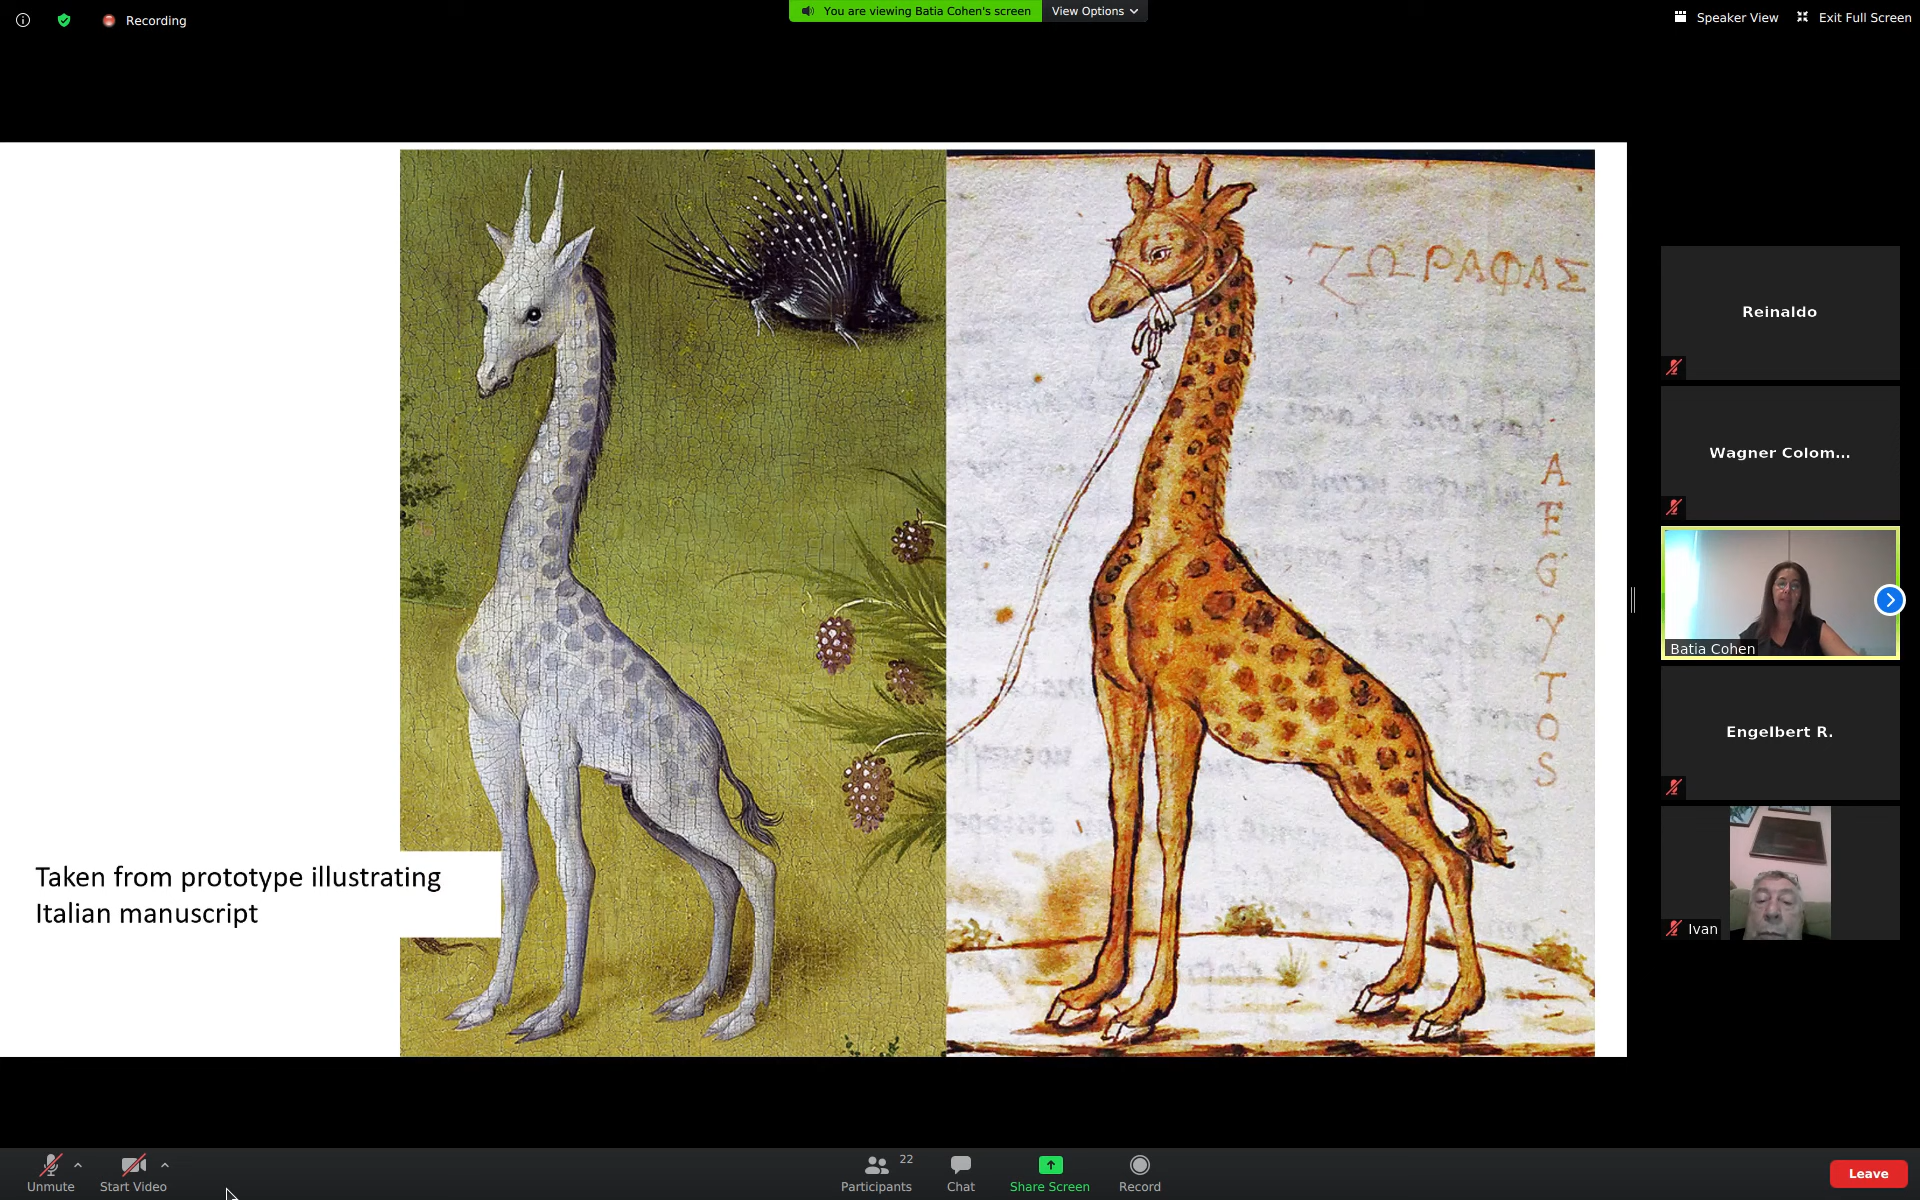 Recording
You are viewing Batia Cohen's screen
View Options
Speaker View
Exit Full Screen
ΖΩΡΑΦΑΣ
A
E
G
Y
T
O
S
Taken from prototype illustrating
Italian manuscript
Reinaldo
Wagner Colom...
Batia Cohen
Engelbert R.
Ivan
Unmute
Start Video
22
Participants
Chat
Share Screen
Record
Leave